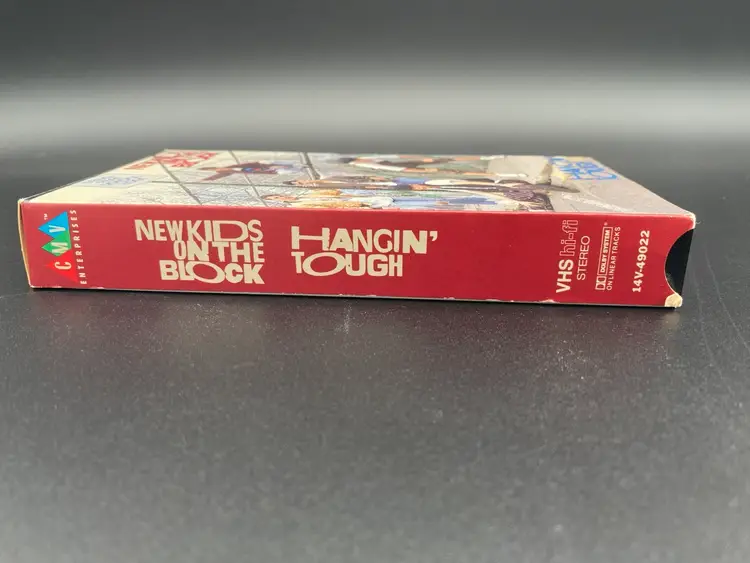 CMV™
ENTERPRISES
NEW KIDS
ON THE
BLOCK
HANGIN'
TOUGH
VHS hi-fi
STEREO
DOLBY SYSTEM®
ON LINEAR TRACKS
14V-49022